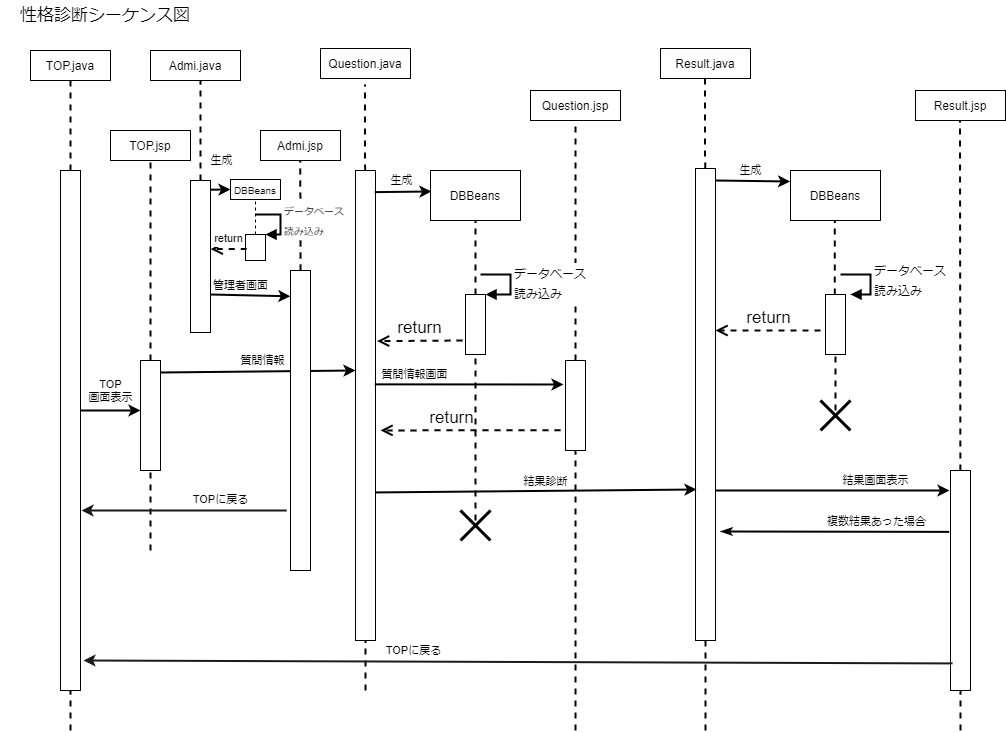 性格診断シーケンス図
TOP.java
Admi.java
Question.java
Result.java
Question.jsp
Result.jsp
TOP.jsp
Admi.jsp
生成
DBBeans
データベース
読み込み
return
管理者画面
生成
DBBeans
データベース
読み込み
return
生成
DBBeans
データベース
読み込み
return
質問情報
質問情報画面
TOP
画面表示
return
結果診断
結果画面表示
TOPに戻る
複数結果あった場合
TOPに戻る